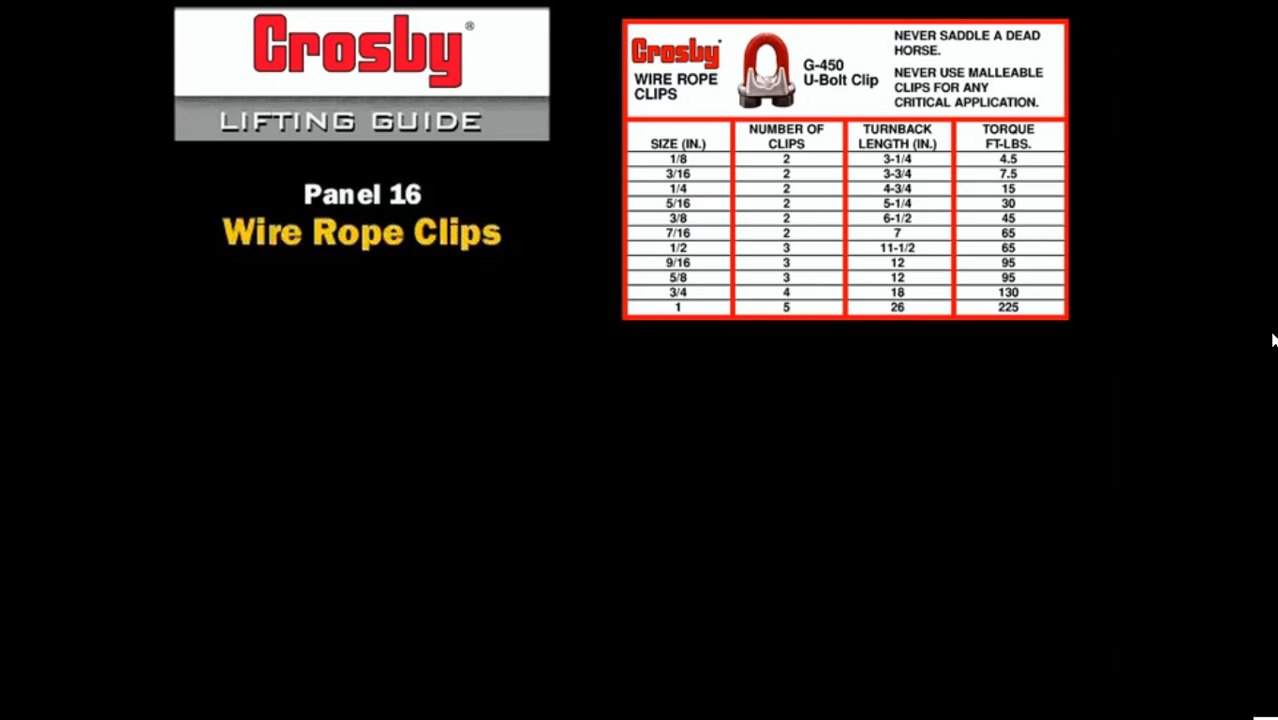 Crosby®
LIFTING GUIDE
Panel 16
Wire Rope Clips
Crosby
WIRE ROPE
CLIPS
G-450
U-Bolt Clip
NEVER SADDLE A DEAD
HORSE.
NEVER USE MALLEABLE
CLIPS FOR ANY
CRITICAL APPLICATION.
SIZE (IN.) NUMBER OF CLIPS TURNBACK LENGTH (IN.) TORQUE FT-LBS.
1/8 2 3-1/4 4.5
3/16 2 3-3/4 7.5
1/4 2 4-3/4 15
5/16 2 5-1/4 30
3/8 2 6-1/2 45
7/16 2 7 65
1/2 3 11-1/2 65
9/16 3 12 95
5/8 3 12 95
3/4 4 18 130
1 5 26 225